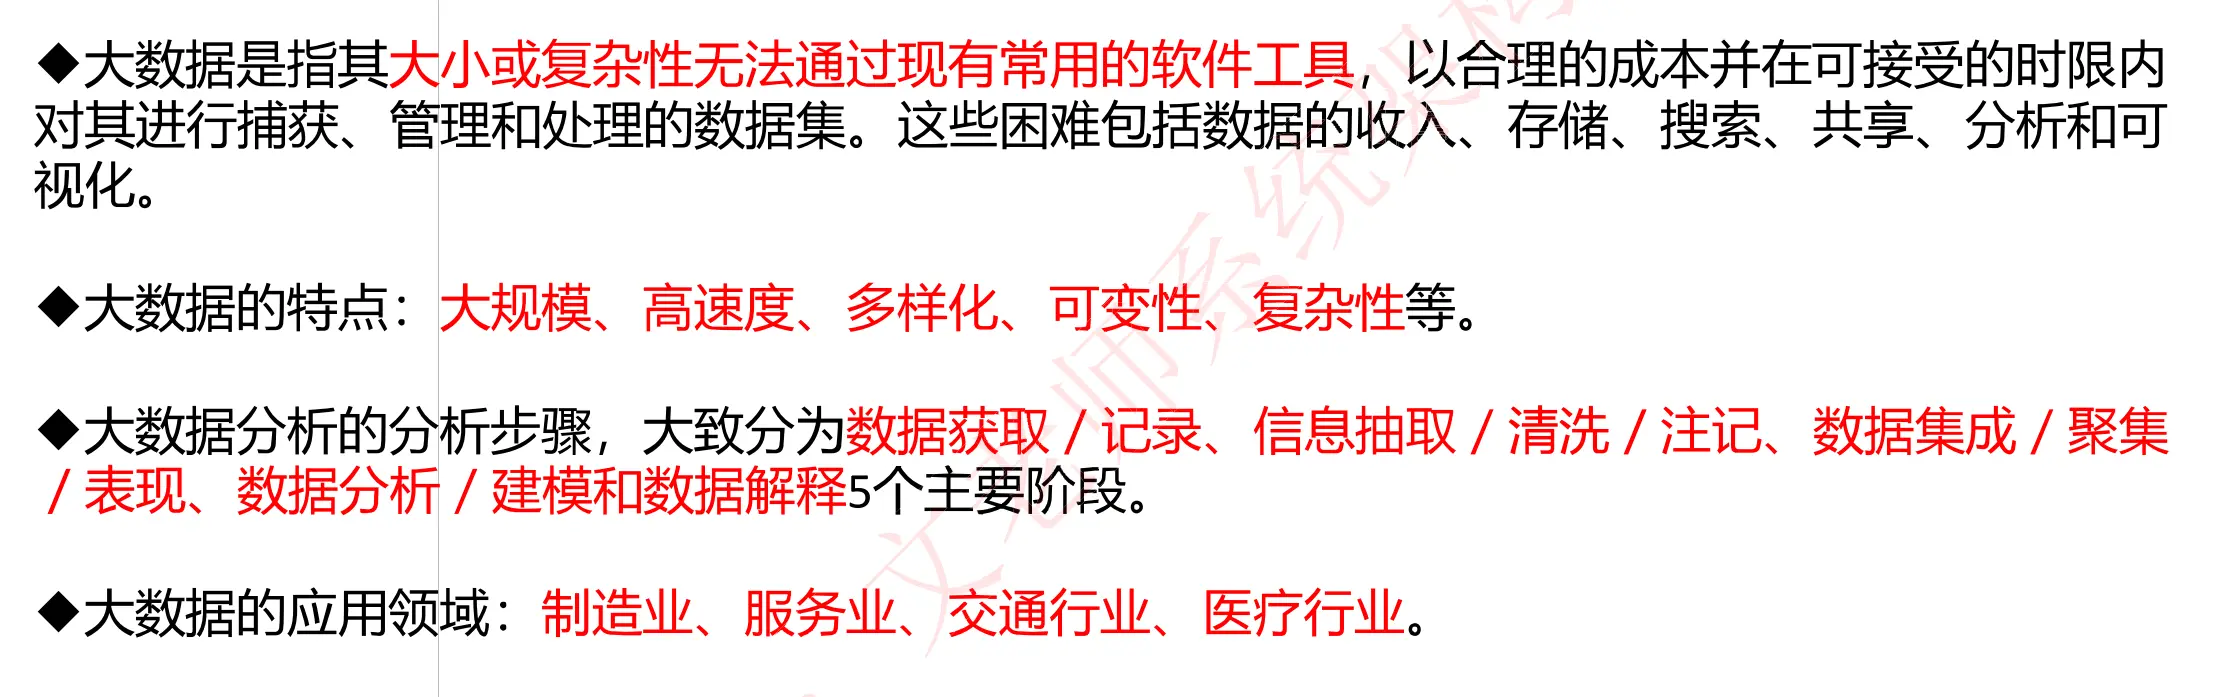 ◆大数据是指其大小或复杂性无法通过现有常用的软件工具，以合理的成本并在可接受的时限内
对其进行捕获、管理和处理的数据集。这些困难包括数据的收入、存储、搜索、共享、分析和可
视化。
◆大数据的特点：大规模、高速度、多样化、可变性、复杂性等。
◆大数据分析的分析步骤，大致分为数据获取／记录、信息抽取／清洗／注记、数据集成／聚集
／表现、数据分析／建模和数据解释5个主要阶段。
◆大数据的应用领域：制造业、服务业、交通行业、医疗行业。
文老师系统架构